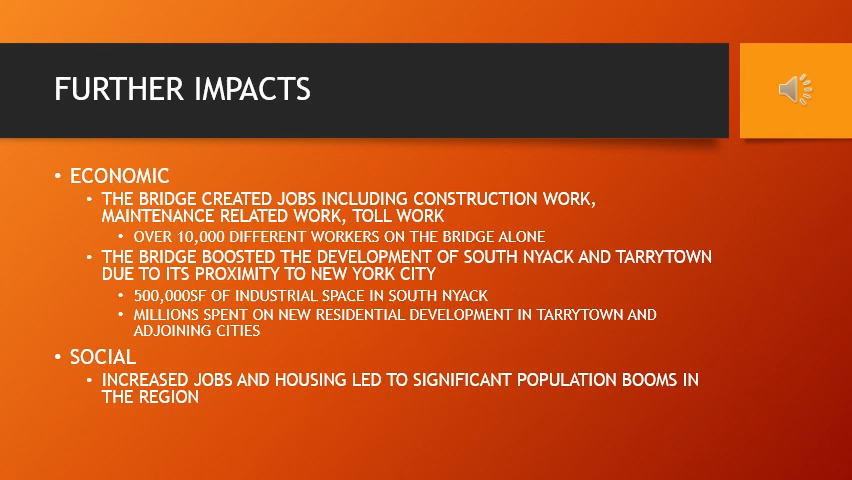 FURTHER IMPACTS
• ECONOMIC
• THE BRIDGE CREATED JOBS INCLUDING CONSTRUCTION WORK,
MAINTENANCE RELATED WORK, TOLL WORK
• OVER 10,000 DIFFERENT WORKERS ON THE BRIDGE ALONE
• THE BRIDGE BOOSTED THE DEVELOPMENT OF SOUTH NYACK AND TARRYTOWN
DUE TO ITS PROXIMITY TO NEW YORK CITY
• 500,000SF OF INDUSTRIAL SPACE IN SOUTH NYACK
• MILLIONS SPENT ON NEW RESIDENTIAL DEVELOPMENT IN TARRYTOWN AND
ADJOINING CITIES
• SOCIAL
• INCREASED JOBS AND HOUSING LED TO SIGNIFICANT POPULATION BOOMS IN
THE REGION